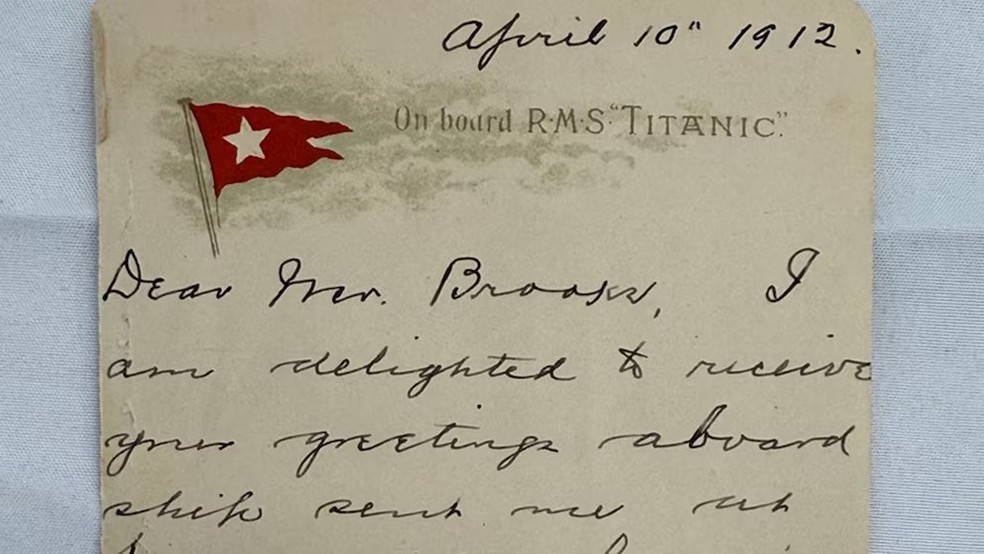 April 10" 1912.
On board R·M·S· "TITANIC."
Dear Mr. Brooks, I
am delighted to receive
your greetings aboard
ship sent me at